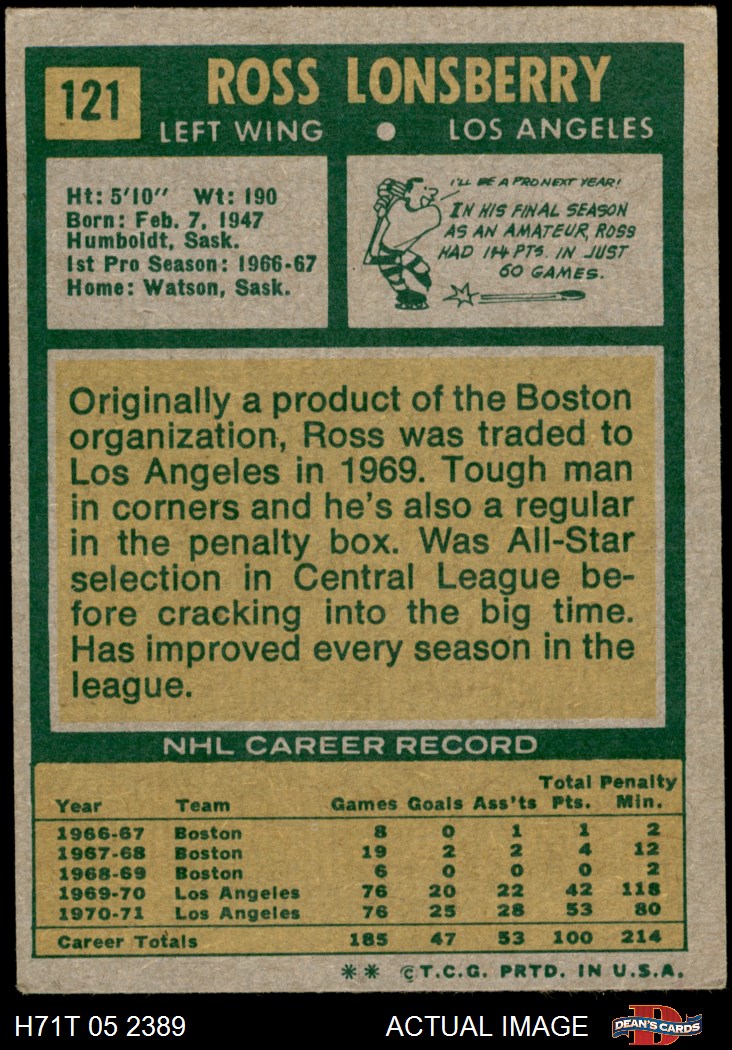 121
ROSS LONSBERRY
LEFT WING ● LOS ANGELES
Ht: 5'10" Wt: 190
Born: Feb. 7, 1947
Humboldt, Sask.
1st Pro Season: 1966-67
Home: Watson, Sask.
I'LL BE A PRO NEXT YEAR!
IN HIS FINAL SEASON
AS AN AMATEUR, ROSS
HAD 114 PTS. IN JUST
60 GAMES.
Originally a product of the Boston
organization, Ross was traded to
Los Angeles in 1969. Tough man
in corners and he's also a regular
in the penalty box. Was All-Star
selection in Central League be-
fore cracking into the big time.
Has improved every season in the
league.
NHL CAREER RECORD
Total Penalty
Year Team Games Goals Ass'ts Pts. Min.
1966-67 Boston 8 0 1 1 2
1967-68 Boston 19 2 2 4 12
1968-69 Boston 6 0 0 0 2
1969-70 Los Angeles 76 20 22 42 118
1970-71 Los Angeles 76 25 28 53 80
Career Totals 185 47 53 100 214
** © T.C.G. PRTD. IN U.S.A.
H71T 05 2389 ACTUAL IMAGE
D
DEAN'S CARDS